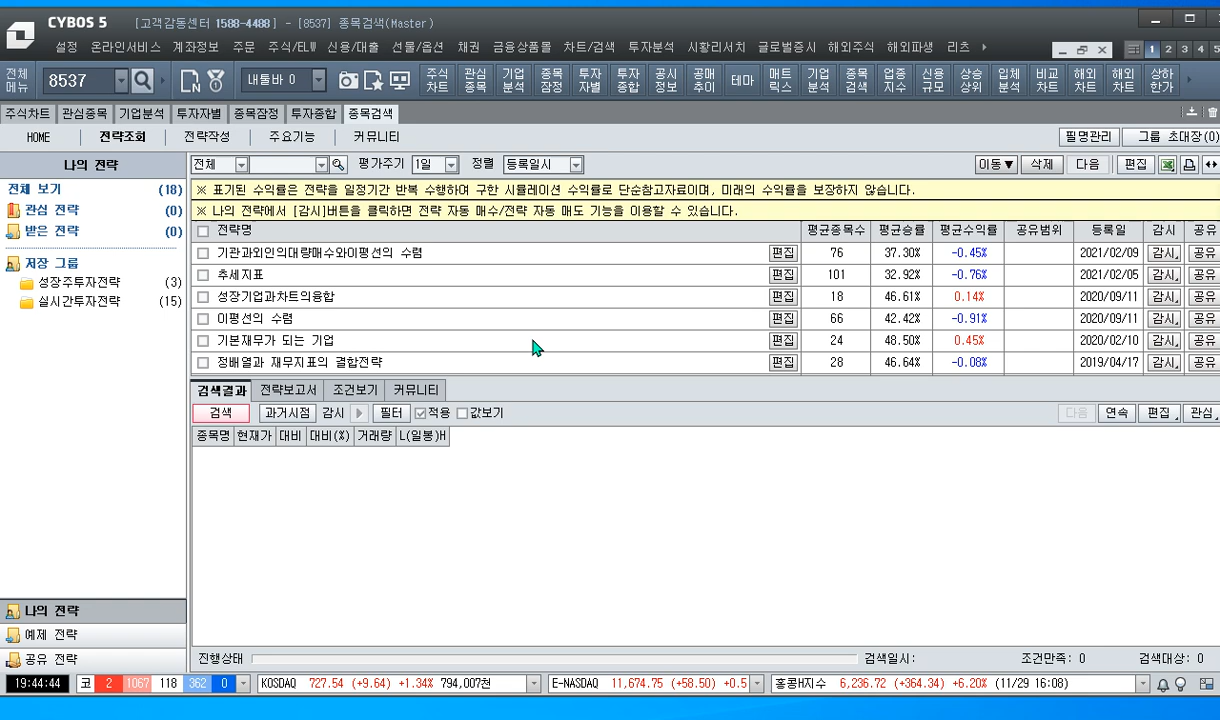 CYBOS 5 [고객감동센터 1588-4488] - [8537] 종목검색(Master)
설정 온라인서비스 계좌정보 주문 주식/ELW 신용/대출 선물/옵션 채권 금융상품몰 차트/검색 투자분석 시황리서치 글로벌증시 해외주식 해외파생 리츠 1 2 3 4 5
전체 메뉴 8537 내툴바 0 주식 차트 관심 종목 기업 분석 종목 잠정 투자 자별 투자 종합 공시 정보 공매 추이 테마 매트 릭스 기업 분석 종목 검색 업종 지수 신용 규모 상승 상위 입체 분석 비교 차트 해외 차트 해외 차트 상하 한가
주식차트 관심종목 기업분석 투자자별 종목잠정 투자종합 종목검색
HOME 전략조회 전략작성 주요기능 커뮤니티 필명관리 그룹 초대장(0)
나의 전략 전체 평가주기 1일 정렬 등록일시 이동▼ 삭제 다음 편집
전체 보기 (18)
관심 전략 (0)
받은 전략 (0)
저장 그룹
성장주투자전략 (3)
실시간투자전략 (15)
※ 표기된 수익률은 전략을 일정기간 반복 수행하여 구한 시뮬레이션 수익률로 단순참고자료이며, 미래의 수익률을 보장하지 않습니다.
※ 나의 전략에서 [감시]버튼을 클릭하면 전략 자동 매수/전략 자동 매도 기능을 이용할 수 있습니다.
전략명 평균종목수 평균승률 평균수익률 공유범위 등록일 감시 공유
기관과외인의대량매수와이평선의 수렴 편집 76 37.30% -0.45% 2021/02/09 감시 공유
추세지표 편집 101 32.92% -0.76% 2021/02/05 감시 공유
성장기업과차트의융합 편집 18 46.61% 0.14% 2020/09/11 감시 공유
이평선의 수렴 편집 66 42.42% -0.91% 2020/09/11 감시 공유
기본재무가 되는 기업 편집 24 48.50% 0.45% 2020/02/10 감시 공유
정배열과 재무지표의 결합전략 편집 28 46.64% -0.08% 2019/04/17 감시 공유
검색결과 전략보고서 조건보기 커뮤니티
검색 과거시점 감시 필터 적용 값보기 다음 연속 편집 관심
종목명 현재가 대비 대비(%) 거래량 L(일봉)H
나의 전략
예제 전략
공유 전략
진행상태 검색일시: 조건만족: 0 검색대상: 0
19:44:44 코 2 1067 118 362 0 KOSDAQ 727.54 (+9.64) +1.34% 794,007천 E-NASDAQ 11,674.75 (+58.50) +0.5 홍콩H지수 6,236.72 (+364.34) +6.20% (11/29 16:08)